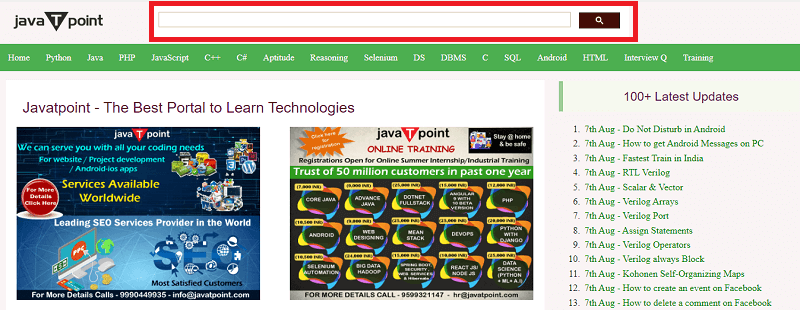 javaTpoint
Home Python Java PHP JavaScript C++ C# Aptitude Reasoning Selenium DS DBMS C SQL Android HTML Interview Q Training
Javatpoint - The Best Portal to Learn Technologies
javaTpoint
We can serve you with all your coding needs
For website / Project development
/ Android-ios apps
For More
Details
Click Here
Services Available
Worldwide
Leading SEO Services Provider in the World
SEO
Most Satisfied Customers
For More Details Calls - 9990449935 - info@javatpoint.com
Click here
for
registration
javaTpoint
Stay @ home
& be safe
ONLINE TRAINING
Registrations Open for Online Summer Internship/Industrial Training
Trust of 50 million customers in past one year
CORE JAVA
ADVANCE
JAVA
DOTNET
FULLSTACK
ANGULAR
9 WITH
10 BETA
VERSION
PHP
ANDROID
WEB
DESIGNING
MEAN
STACK
DEVOPS
PYTHON
WITH
DJANGO
SELENIUM
AUTOMATION
BIG DATA
HADOOP
SPRING BOOT,
SECURITY
REACT JS/
NODE JS
DATA
SCIENCE
(PYTHON
+ ML+ A.I)
FOR MORE DETAILS CALL - 9599321147 - hr@javatpoint.com
100+ Latest Updates
1. 7th Aug - Do Not Disturb in Android
2. 7th Aug - How to get Android Messages on PC
3. 7th Aug - Fastest Train in India
4. 7th Aug - RTL Verilog
5. 7th Aug - Scalar & Vector
6. 7th Aug - Verilog Arrays
7. 7th Aug - Verilog Port
8. 7th Aug - Assign Statements
9. 7th Aug - Verilog Operators
10. 7th Aug - Verilog always Block
11. 7th Aug - Kohonen Self-Organizing Maps
12. 7th Aug - How to create an event on Facebook
13. 7th Aug - How to delete a comment on Facebook